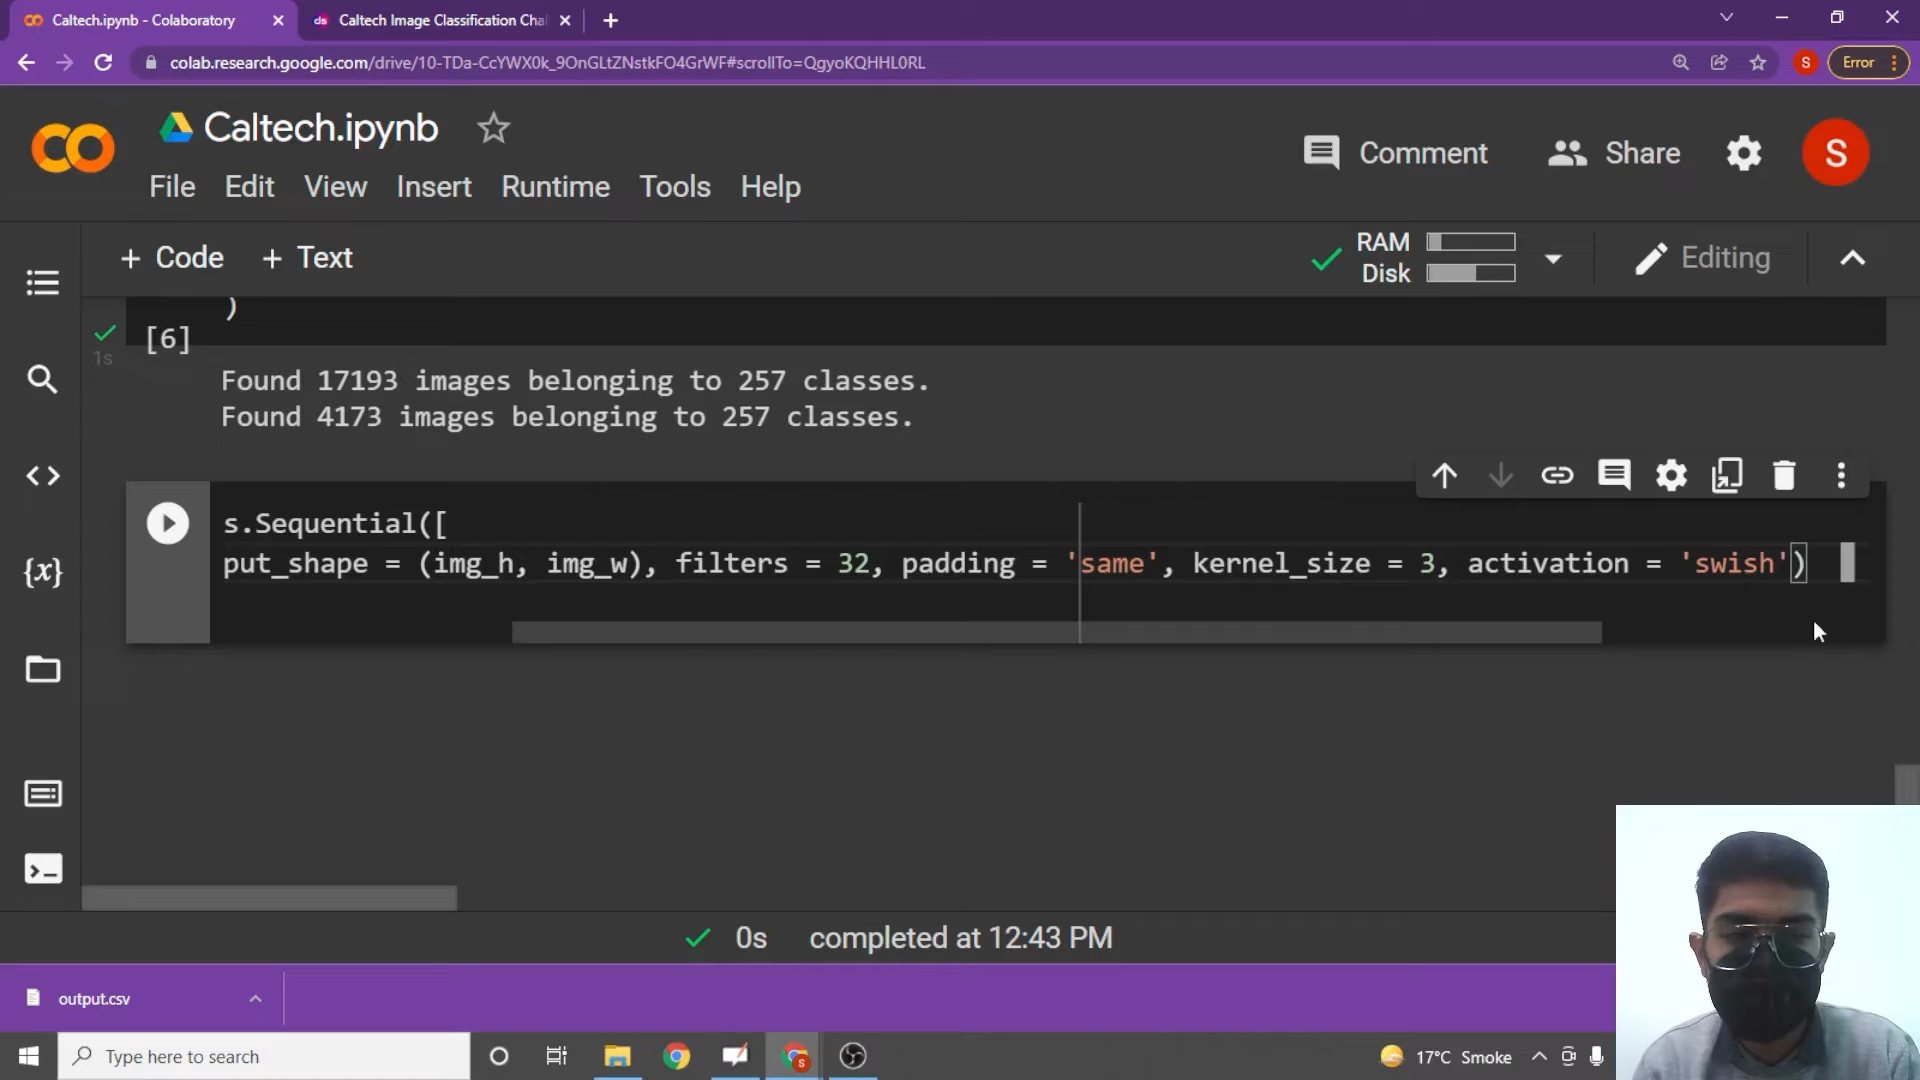 Caltech.ipynb - Colaboratory
ds Caltech Image Classification Cha
colab.research.google.com/drive/10-TDa-CcYWX0k_9OnGLtZNstkFO4GrWF#scrollTo=QgyoKQHHL0RL
S
Error
Caltech.ipynb
Comment
Share
S
File Edit View Insert Runtime Tools Help
+ Code + Text
RAM
Disk
Editing
)
[6]
1s
Found 17193 images belonging to 257 classes.
Found 4173 images belonging to 257 classes.
s.Sequential([
put_shape = (img_h, img_w), filters = 32, padding = 'same', kernel_size = 3, activation = 'swish')
{x}
0s completed at 12:43 PM
output.csv
Type here to search
S
17°C Smoke